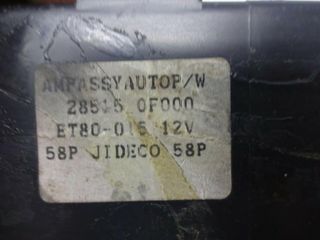 AMPASSYAUTOP/W
28515 0F000
ET80-015 12V
58P JIDECO 58P